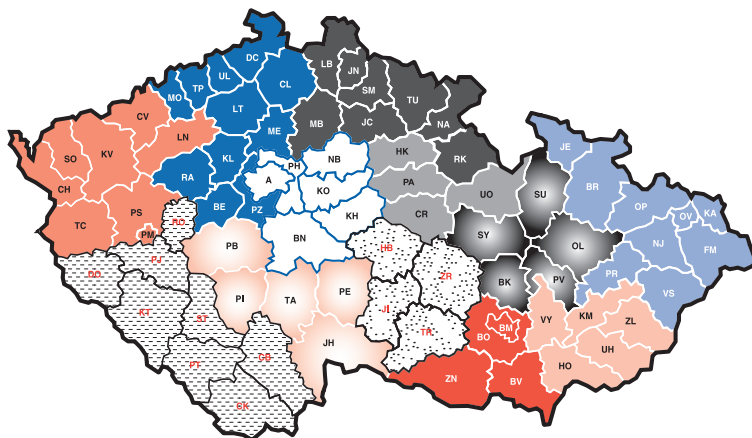 DC
LB
JN
UL
TP
MO
CL
SM
TU
CV
LT
MB
JC
NA
LN
ME
SO
KV
KL
HK
JE
PH
NB
RK
CH
RA
A
KO
PA
UO
SU
BR
OP
OV
KA
TC
PS
RO
BE
PZ
KH
CR
SY
OL
NJ
FM
PM
PB
BN
HB
PJ
DO
ZR
PR
BK
PV
VS
KT
ST
PI
TA
PE
JI
TR
BO
BM
VY
KM
ZL
JH
PT
CB
HO
UH
CK
ZN
BV